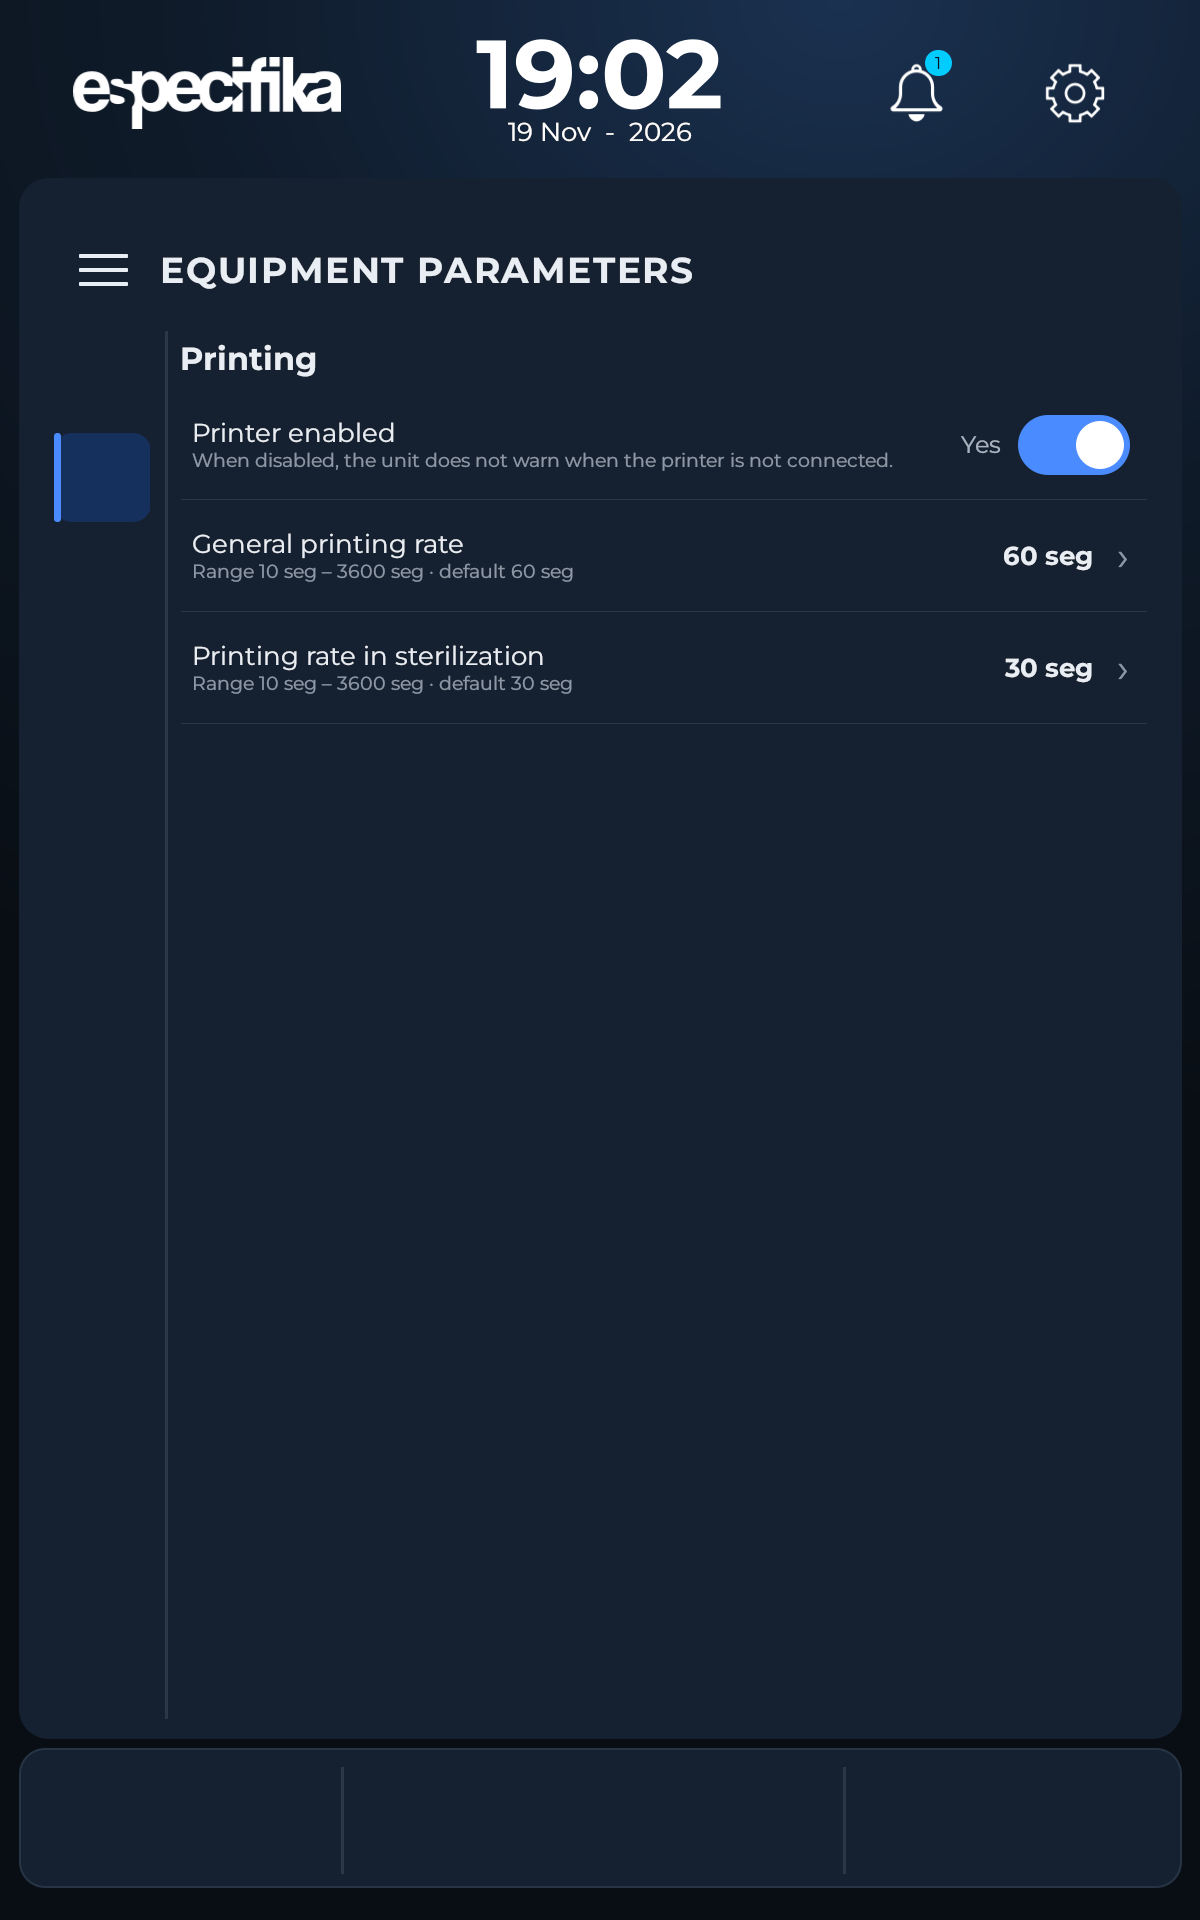 especifika
19:02
19 Nov - 2026
1
EQUIPMENT PARAMETERS
Printing
Printer enabled
When disabled, the unit does not warn when the printer is not connected.
Yes
General printing rate
Range 10 seg – 3600 seg · default 60 seg
60 seg ›
Printing rate in sterilization
Range 10 seg – 3600 seg · default 30 seg
30 seg ›